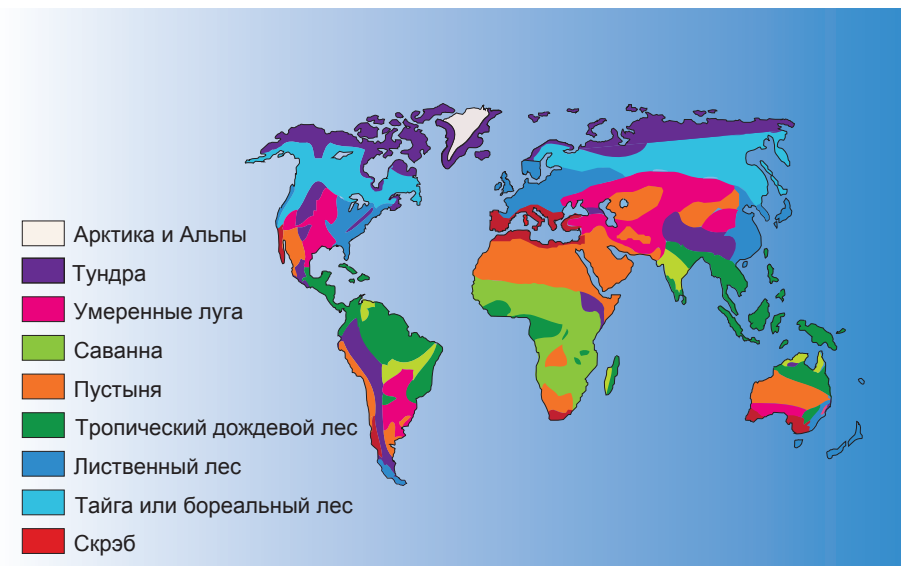 Арктика и Альпы
Тундра
Умеренные луга
Саванна
Пустыня
Тропический дождевой лес
Лиственный лес
Тайга или бореальный лес
Скрэб